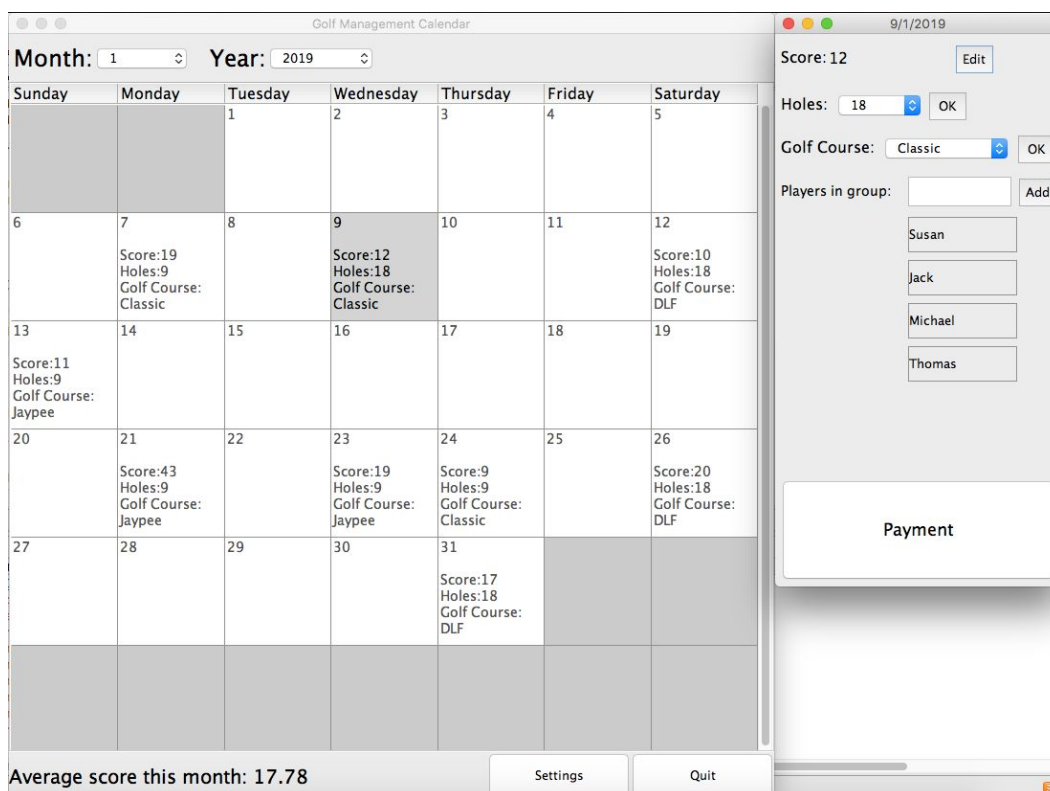 Golf Management Calendar
Month: 1 Year: 2019
Sunday Monday Tuesday Wednesday Thursday Friday Saturday
1 2 3 4 5
6 7 8 9 10 11 12
Score:19 Score:12 Score:10
Holes:9 Holes:18 Holes:18
Golf Course: Golf Course: Golf Course:
Classic Classic DLF
13 14 15 16 17 18 19
Score:11
Holes:9
Golf Course:
Jaypee
20 21 22 23 24 25 26
Score:43 Score:19 Score:9 Score:20
Holes:9 Holes:9 Holes:9 Holes:18
Golf Course: Golf Course: Golf Course: Golf Course:
Jaypee Jaypee Classic DLF
27 28 29 30 31
Score:17
Holes:18
Golf Course:
DLF
Average score this month: 17.78 Settings Quit
9/1/2019
Score: 12 Edit
Holes: 18 OK
Golf Course: Classic OK
Players in group: Add
Susan
Jack
Michael
Thomas
Payment